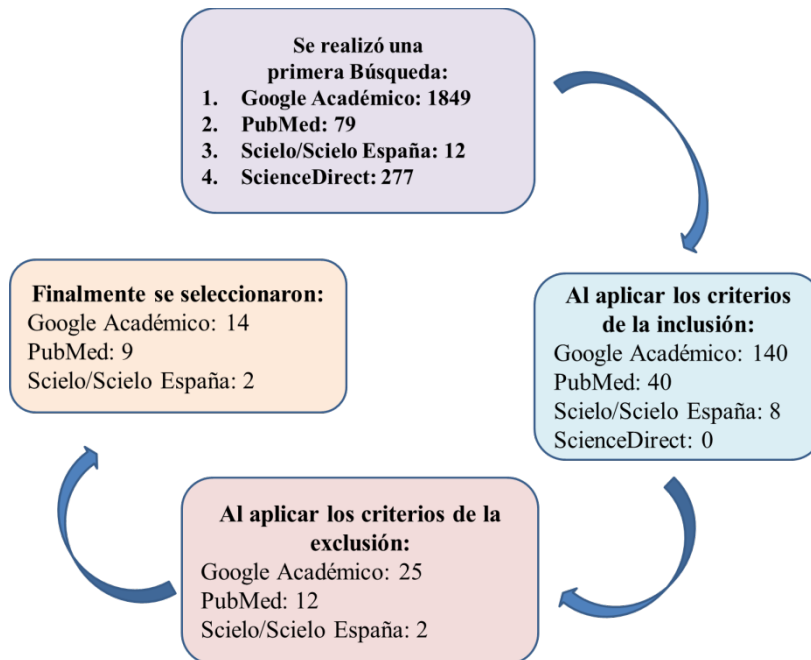 Se realizó una
primera Búsqueda:
1. Google Académico: 1849
2. PubMed: 79
3. Scielo/Scielo España: 12
4. ScienceDirect: 277
Al aplicar los criterios
de la inclusión:
Google Académico: 140
PubMed: 40
Scielo/Scielo España: 8
ScienceDirect: 0
Al aplicar los criterios de la
exclusión:
Google Académico: 25
PubMed: 12
Scielo/Scielo España: 2
Finalmente se seleccionaron:
Google Académico: 14
PubMed: 9
Scielo/Scielo España: 2